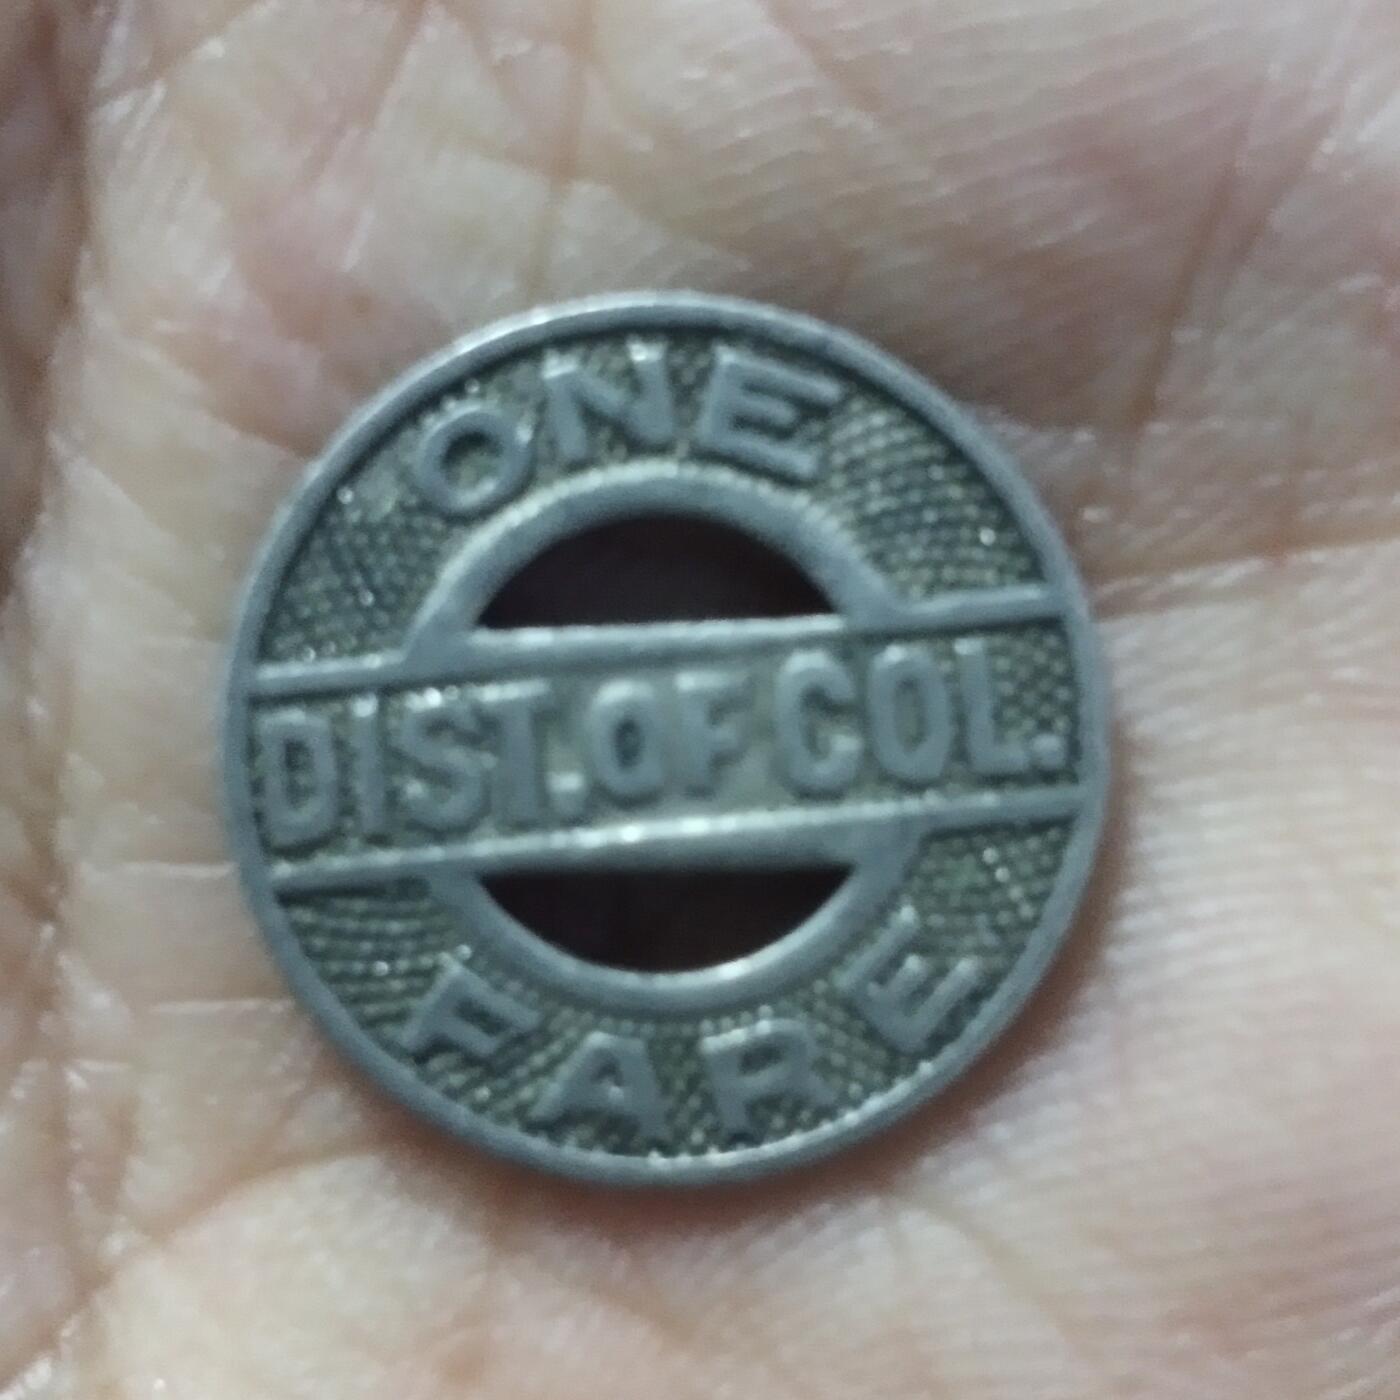 ONE
DIST. OF COL.
FARE